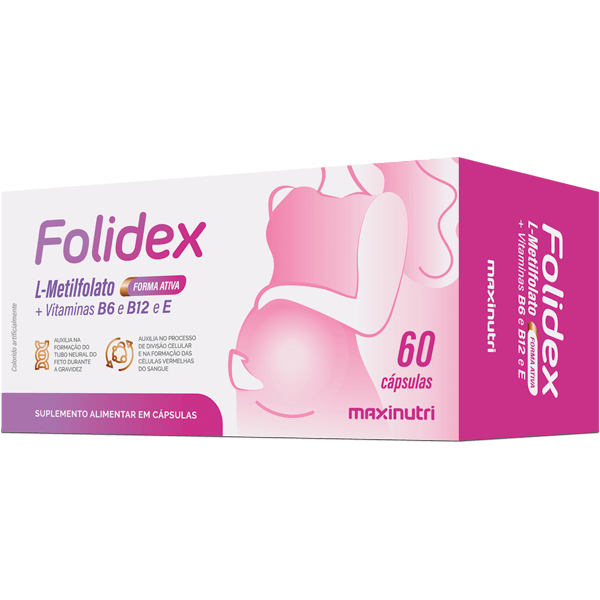 Folidex
L-Metilfolato FORMA ATIVA
+ Vitaminas B6 e B12 e E
AUXILIA NA
FORMAÇÃO DO
TUBO NEURAL DO
FETO DURANTE
A GRAVIDEZ
AUXILIA NO PROCESSO
DE DIVISÃO CELULAR
E NA FORMAÇÃO DAS
CÉLULAS VERMELHAS
DO SANGUE
Colorido artificialmente
SUPLEMENTO ALIMENTAR EM CÁPSULAS
60
cápsulas
maxinutri
Folidex
L-Metilfolato FORMA ATIVA
+ Vitaminas B6 e B12 e E
maxinutri